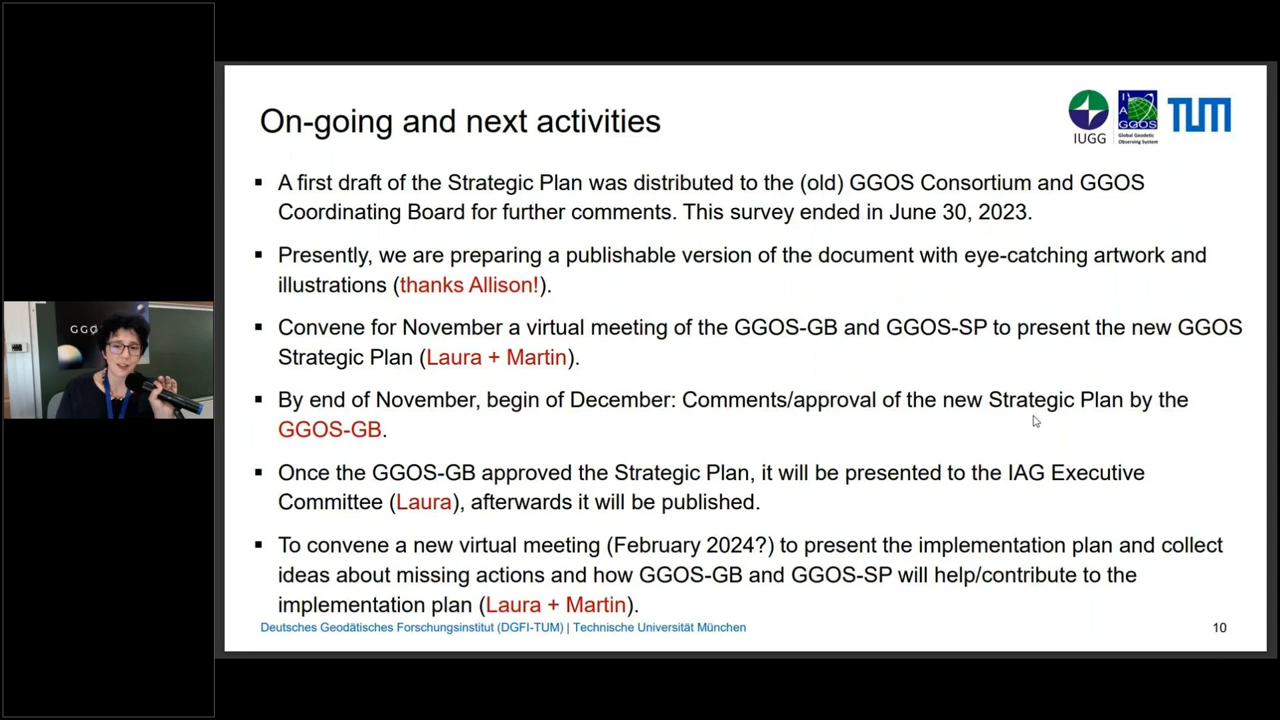 On-going and next activities
IUGG
I
A
GGOS
Global Geodetic
Observing System
TUM
▪ A first draft of the Strategic Plan was distributed to the (old) GGOS Consortium and GGOS
Coordinating Board for further comments. This survey ended in June 30, 2023.
▪ Presently, we are preparing a publishable version of the document with eye-catching artwork and
illustrations (thanks Allison!).
▪ Convene for November a virtual meeting of the GGOS-GB and GGOS-SP to present the new GGOS
Strategic Plan (Laura + Martin).
▪ By end of November, begin of December: Comments/approval of the new Strategic Plan by the
GGOS-GB.
▪ Once the GGOS-GB approved the Strategic Plan, it will be presented to the IAG Executive
Committee (Laura), afterwards it will be published.
▪ To convene a new virtual meeting (February 2024?) to present the implementation plan and collect
ideas about missing actions and how GGOS-GB and GGOS-SP will help/contribute to the
implementation plan (Laura + Martin).
Deutsches Geodätisches Forschungsinstitut (DGFI-TUM) | Technische Universität München
10